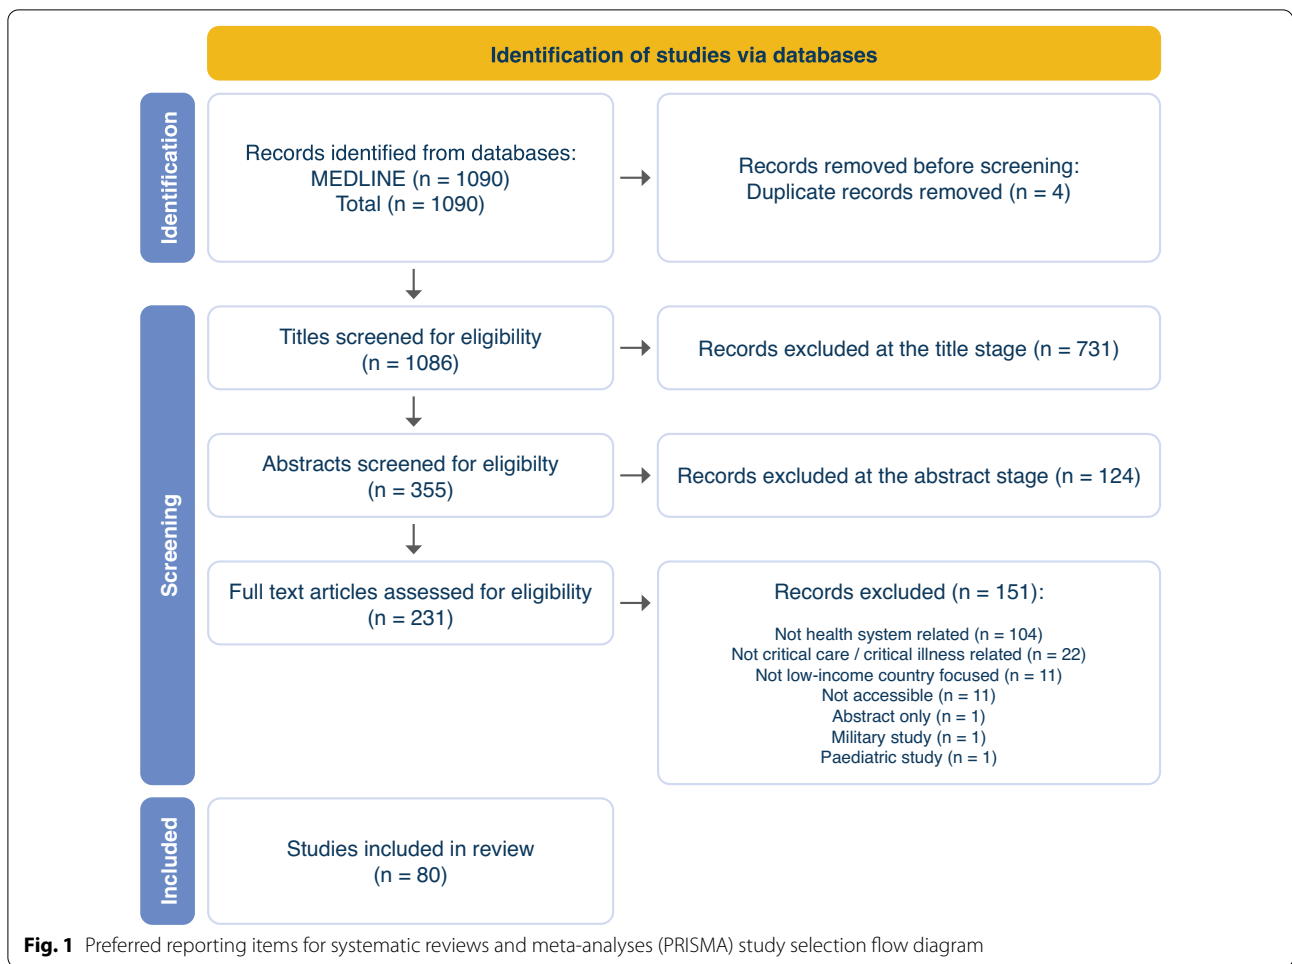 Identification of studies via databases
Identification
Records identified from databases:
MEDLINE (n = 1090)
Total (n = 1090)
Records removed before screening:
Duplicate records removed (n = 4)
Screening
Titles screened for eligibility
(n = 1086)
Records excluded at the title stage (n = 731)
Abstracts screened for eligibilty
(n = 355)
Records excluded at the abstract stage (n = 124)
Full text articles assessed for eligibility
(n = 231)
Records excluded (n = 151):
Not health system related (n = 104)
Not critical care / critical illness related (n = 22)
Not low-income country focused (n = 11)
Not accessible (n = 11)
Abstract only (n = 1)
Military study (n = 1)
Paediatric study (n = 1)
Included
Studies included in review
(n = 80)
Fig. 1 Preferred reporting items for systematic reviews and meta-analyses (PRISMA) study selection flow diagram